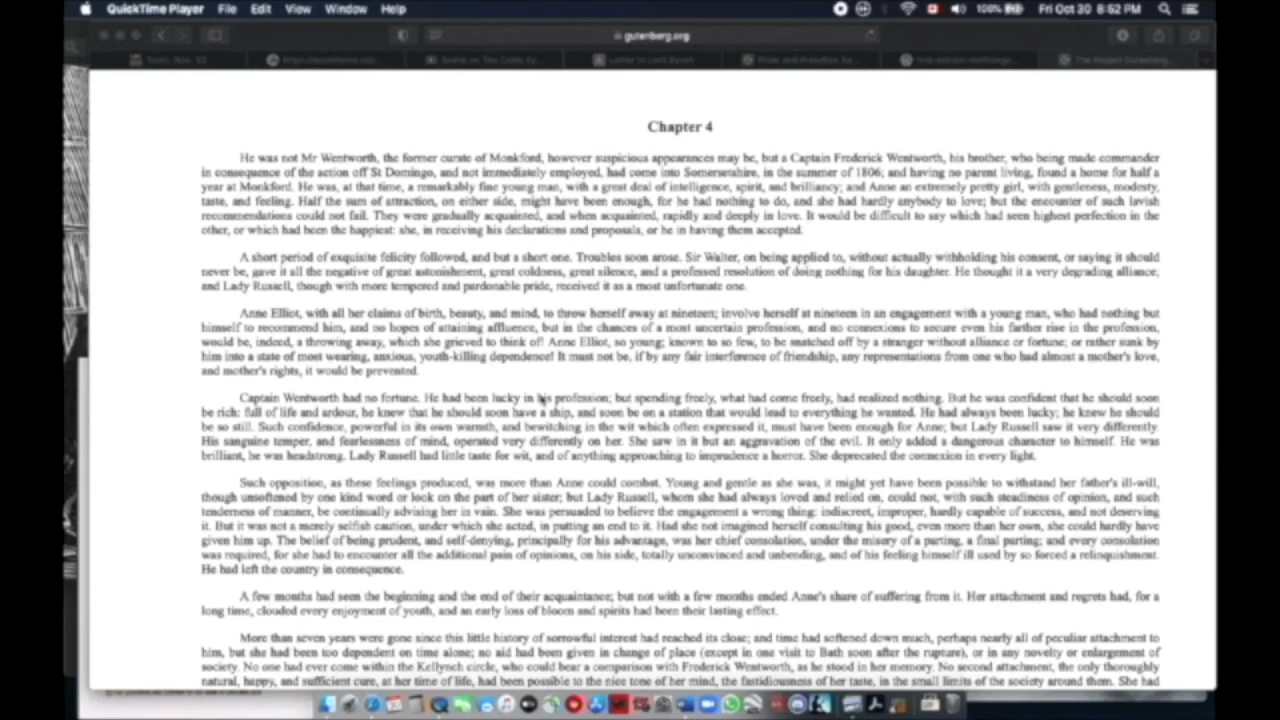 QuickTime Player File Edit View Window Help 100% Fri Oct 30 8:52 PM
gutenberg.org
Chapter 4
He was not Mr Wentworth, the former curate of Monkford, however suspicious appearances may be, but a Captain Frederick Wentworth, his brother, who being made commander
in consequence of the action off St Domingo, and not immediately employed, had come into Somersetshire, in the summer of 1806; and having no parent living, found a home for half a
year at Monkford. He was, at that time, a remarkably fine young man, with a great deal of intelligence, spirit, and brilliancy; and Anne an extremely pretty girl, with gentleness, modesty,
taste, and feeling. Half the sum of attraction, on either side, might have been enough, for he had nothing to do, and she had hardly anybody to love; but the encounter of such lavish
recommendations could not fail. They were gradually acquainted, and when acquainted, rapidly and deeply in love. It would be difficult to say which had seen highest perfection in the
other, or which had been the happiest: she, in receiving his declarations and proposals, or he in having them accepted.
A short period of exquisite felicity followed, and but a short one. Troubles soon arose. Sir Walter, on being applied to, without actually withholding his consent, or saying it should
never be, gave it all the negative of great astonishment, great coldness, great silence, and a professed resolution of doing nothing for his daughter. He thought it a very degrading alliance,
and Lady Russell, though with more tempered and pardonable pride, received it as a most unfortunate one.
Anne Elliot, with all her claims of birth, beauty, and mind, to throw herself away at nineteen; involve herself at nineteen in an engagement with a young man, who had nothing but
himself to recommend him, and no hopes of attaining affluence, but in the chances of a most uncertain profession, and no connexions to secure even his farther rise in the profession,
would be, indeed, a throwing away, which she grieved to think of! Anne Elliot, so young; known to so few, to be snatched off by a stranger without alliance or fortune; or rather sunk by
him into a state of most wearing, anxious, youth-killing dependence! It must not be, if by any fair interference of friendship, any representations from one who had almost a mother's love,
and mother's rights, it would be prevented.
Captain Wentworth had no fortune. He had been lucky in his profession; but spending freely, what had come freely, had realized nothing. But he was confident that he should soon
be rich: full of life and ardour, he knew that he should soon have a ship, and soon be on a station that would lead to everything he wanted. He had always been lucky; he knew he should
be so still. Such confidence, powerful in its own warmth, and bewitching in the wit which often expressed it, must have been enough for Anne; but Lady Russell saw it very differently.
His sanguine temper, and fearlessness of mind, operated very differently on her. She saw in it but an aggravation of the evil. It only added a dangerous character to himself. He was
brilliant, he was headstrong. Lady Russell had little taste for wit, and of anything approaching to imprudence a horror. She deprecated the connexion in every light.
Such opposition, as these feelings produced, was more than Anne could combat. Young and gentle as she was, it might yet have been possible to withstand her father's ill-will,
though unsoftened by one kind word or look on the part of her sister; but Lady Russell, whom she had always loved and relied on, could not, with such steadiness of opinion, and such
tenderness of manner, be continually advising her in vain. She was persuaded to believe the engagement a wrong thing: indiscreet, improper, hardly capable of success, and not deserving
it. But it was not a merely selfish caution, under which she acted, in putting an end to it. Had she not imagined herself consulting his good, even more than her own, she could hardly have
given him up. The belief of being prudent, and self-denying, principally for his advantage, was her chief consolation, under the misery of a parting, a final parting; and every consolation
was required, for she had to encounter all the additional pain of opinions, on his side, totally unconvinced and unbending, and of his feeling himself ill used by so forced a relinquishment.
He had left the country in consequence.
A few months had seen the beginning and the end of their acquaintance; but not with a few months ended Anne's share of suffering from it. Her attachment and regrets had, for a
long time, clouded every enjoyment of youth, and an early loss of bloom and spirits had been their lasting effect.
More than seven years were gone since this little history of sorrowful interest had reached its close; and time had softened down much, perhaps nearly all of peculiar attachment to
him, but she had been too dependent on time alone; no aid had been given in change of place (except in one visit to Bath soon after the rupture), or in any novelty or enlargement of
society. No one had ever come within the Kellynch circle, who could bear a comparison with Frederick Wentworth, as he stood in her memory. No second attachment, the only thoroughly
natural, happy, and sufficient cure, at her time of life, had been possible to the nice tone of her mind, the fastidiousness of her taste, in the small limits of the society around them. She had